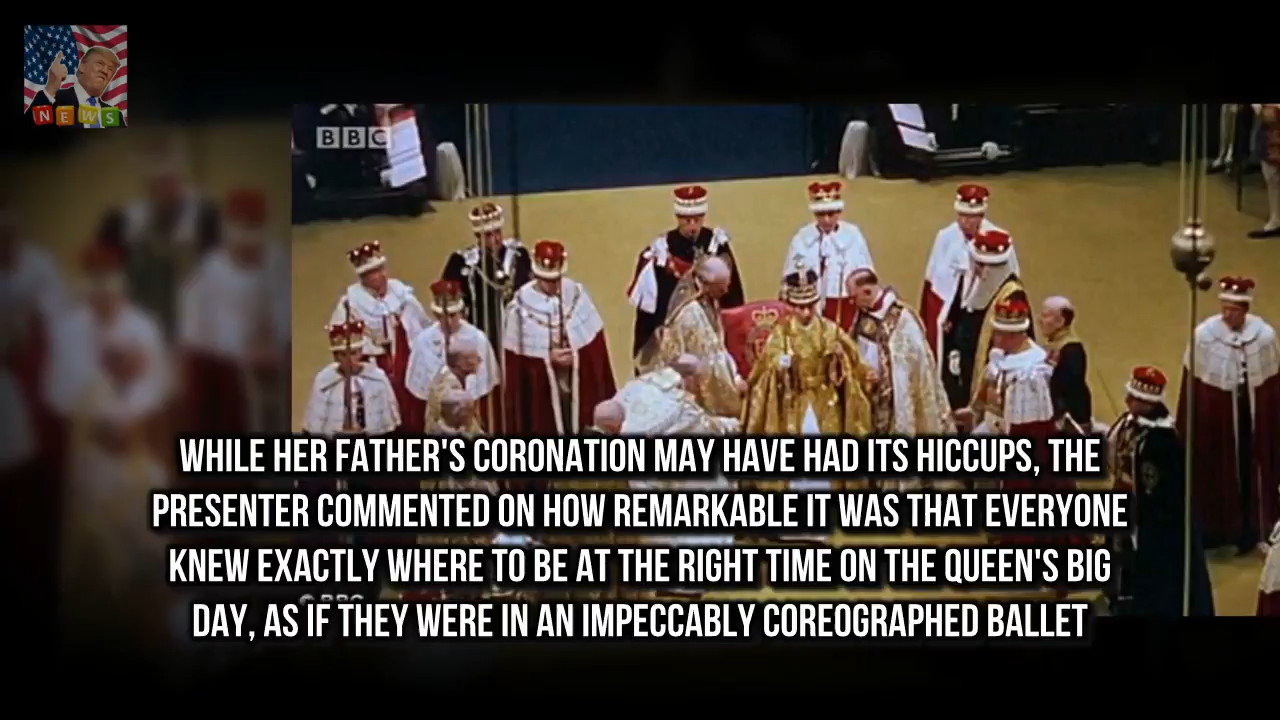 NEWS
BBC
WHILE HER FATHER'S CORONATION MAY HAVE HAD ITS HICCUPS, THE
PRESENTER COMMENTED ON HOW REMARKABLE IT WAS THAT EVERYONE
KNEW EXACTLY WHERE TO BE AT THE RIGHT TIME ON THE QUEEN'S BIG
DAY, AS IF THEY WERE IN AN IMPECCABLY COREOGRAPHED BALLET